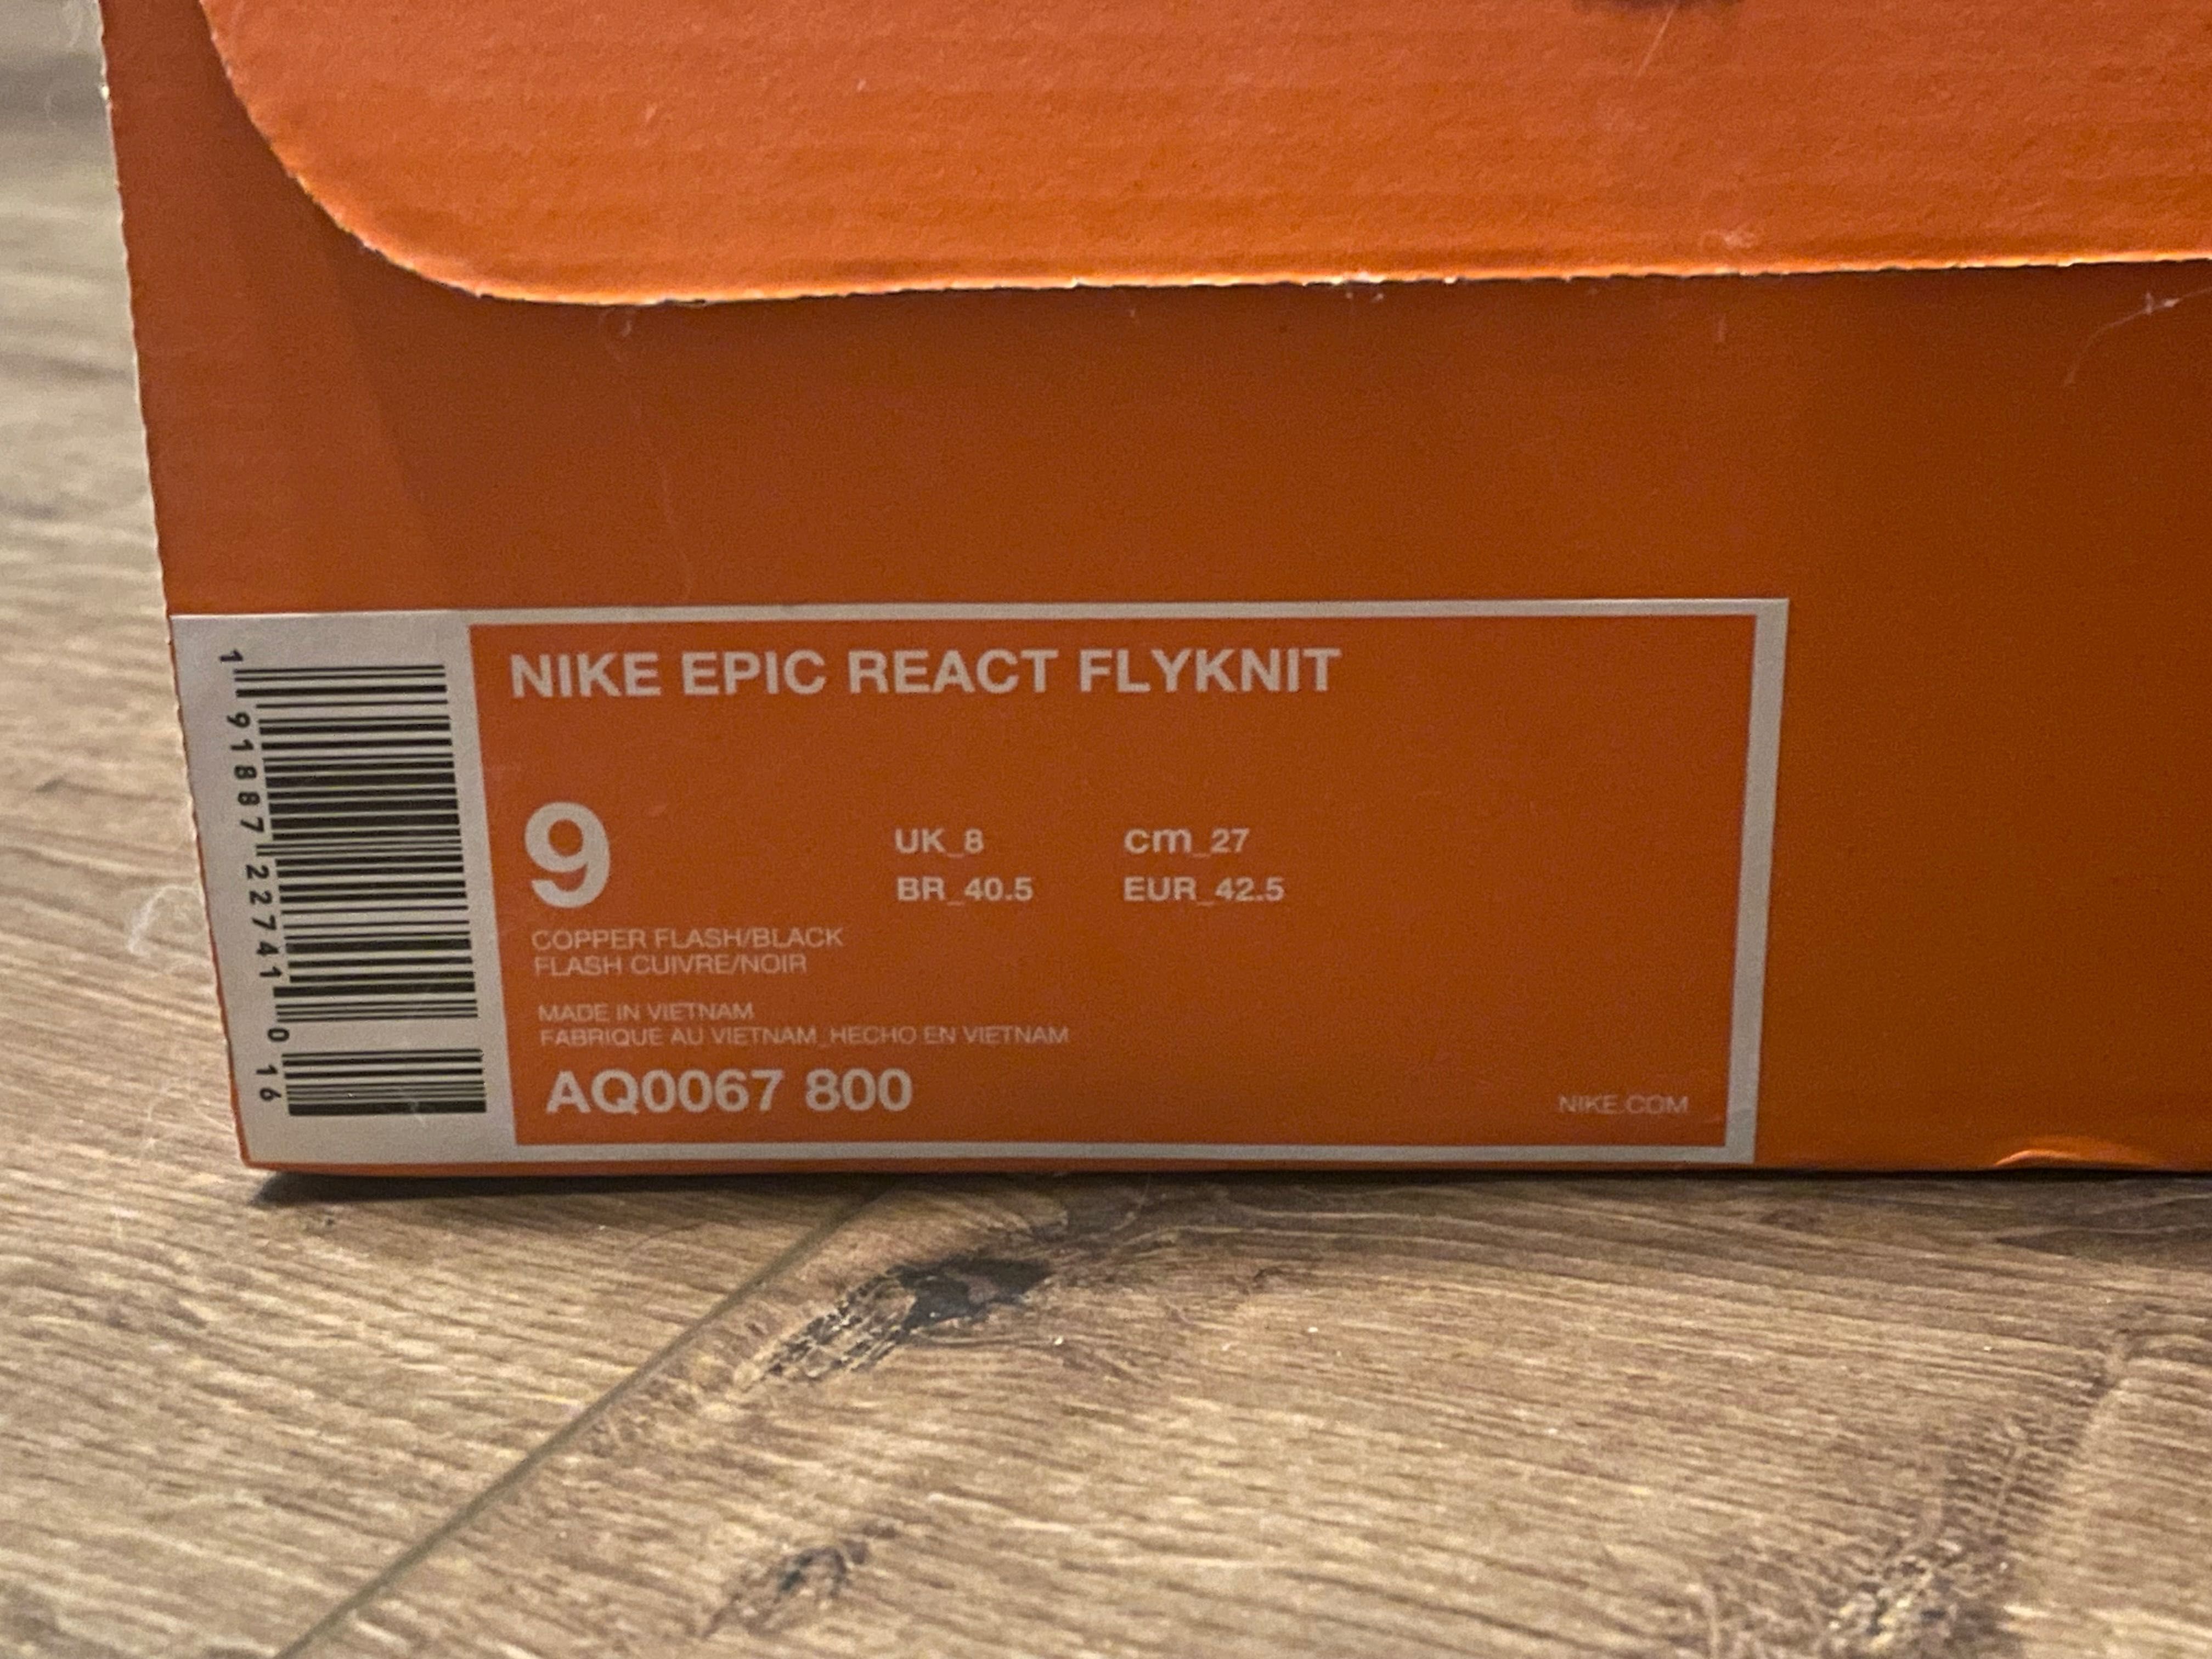 NIKE EPIC REACT FLYKNIT
9
UK_8 cm_27
BR_40.5 EUR_42.5
COPPER FLASH/BLACK
FLASH CUIVRE/NOIR
MADE IN VIETNAM
FABRIQUE AU VIETNAM_HECHO EN VIETNAM
AQ0067 800
NIKE.COM
1 91887 22741 0 16